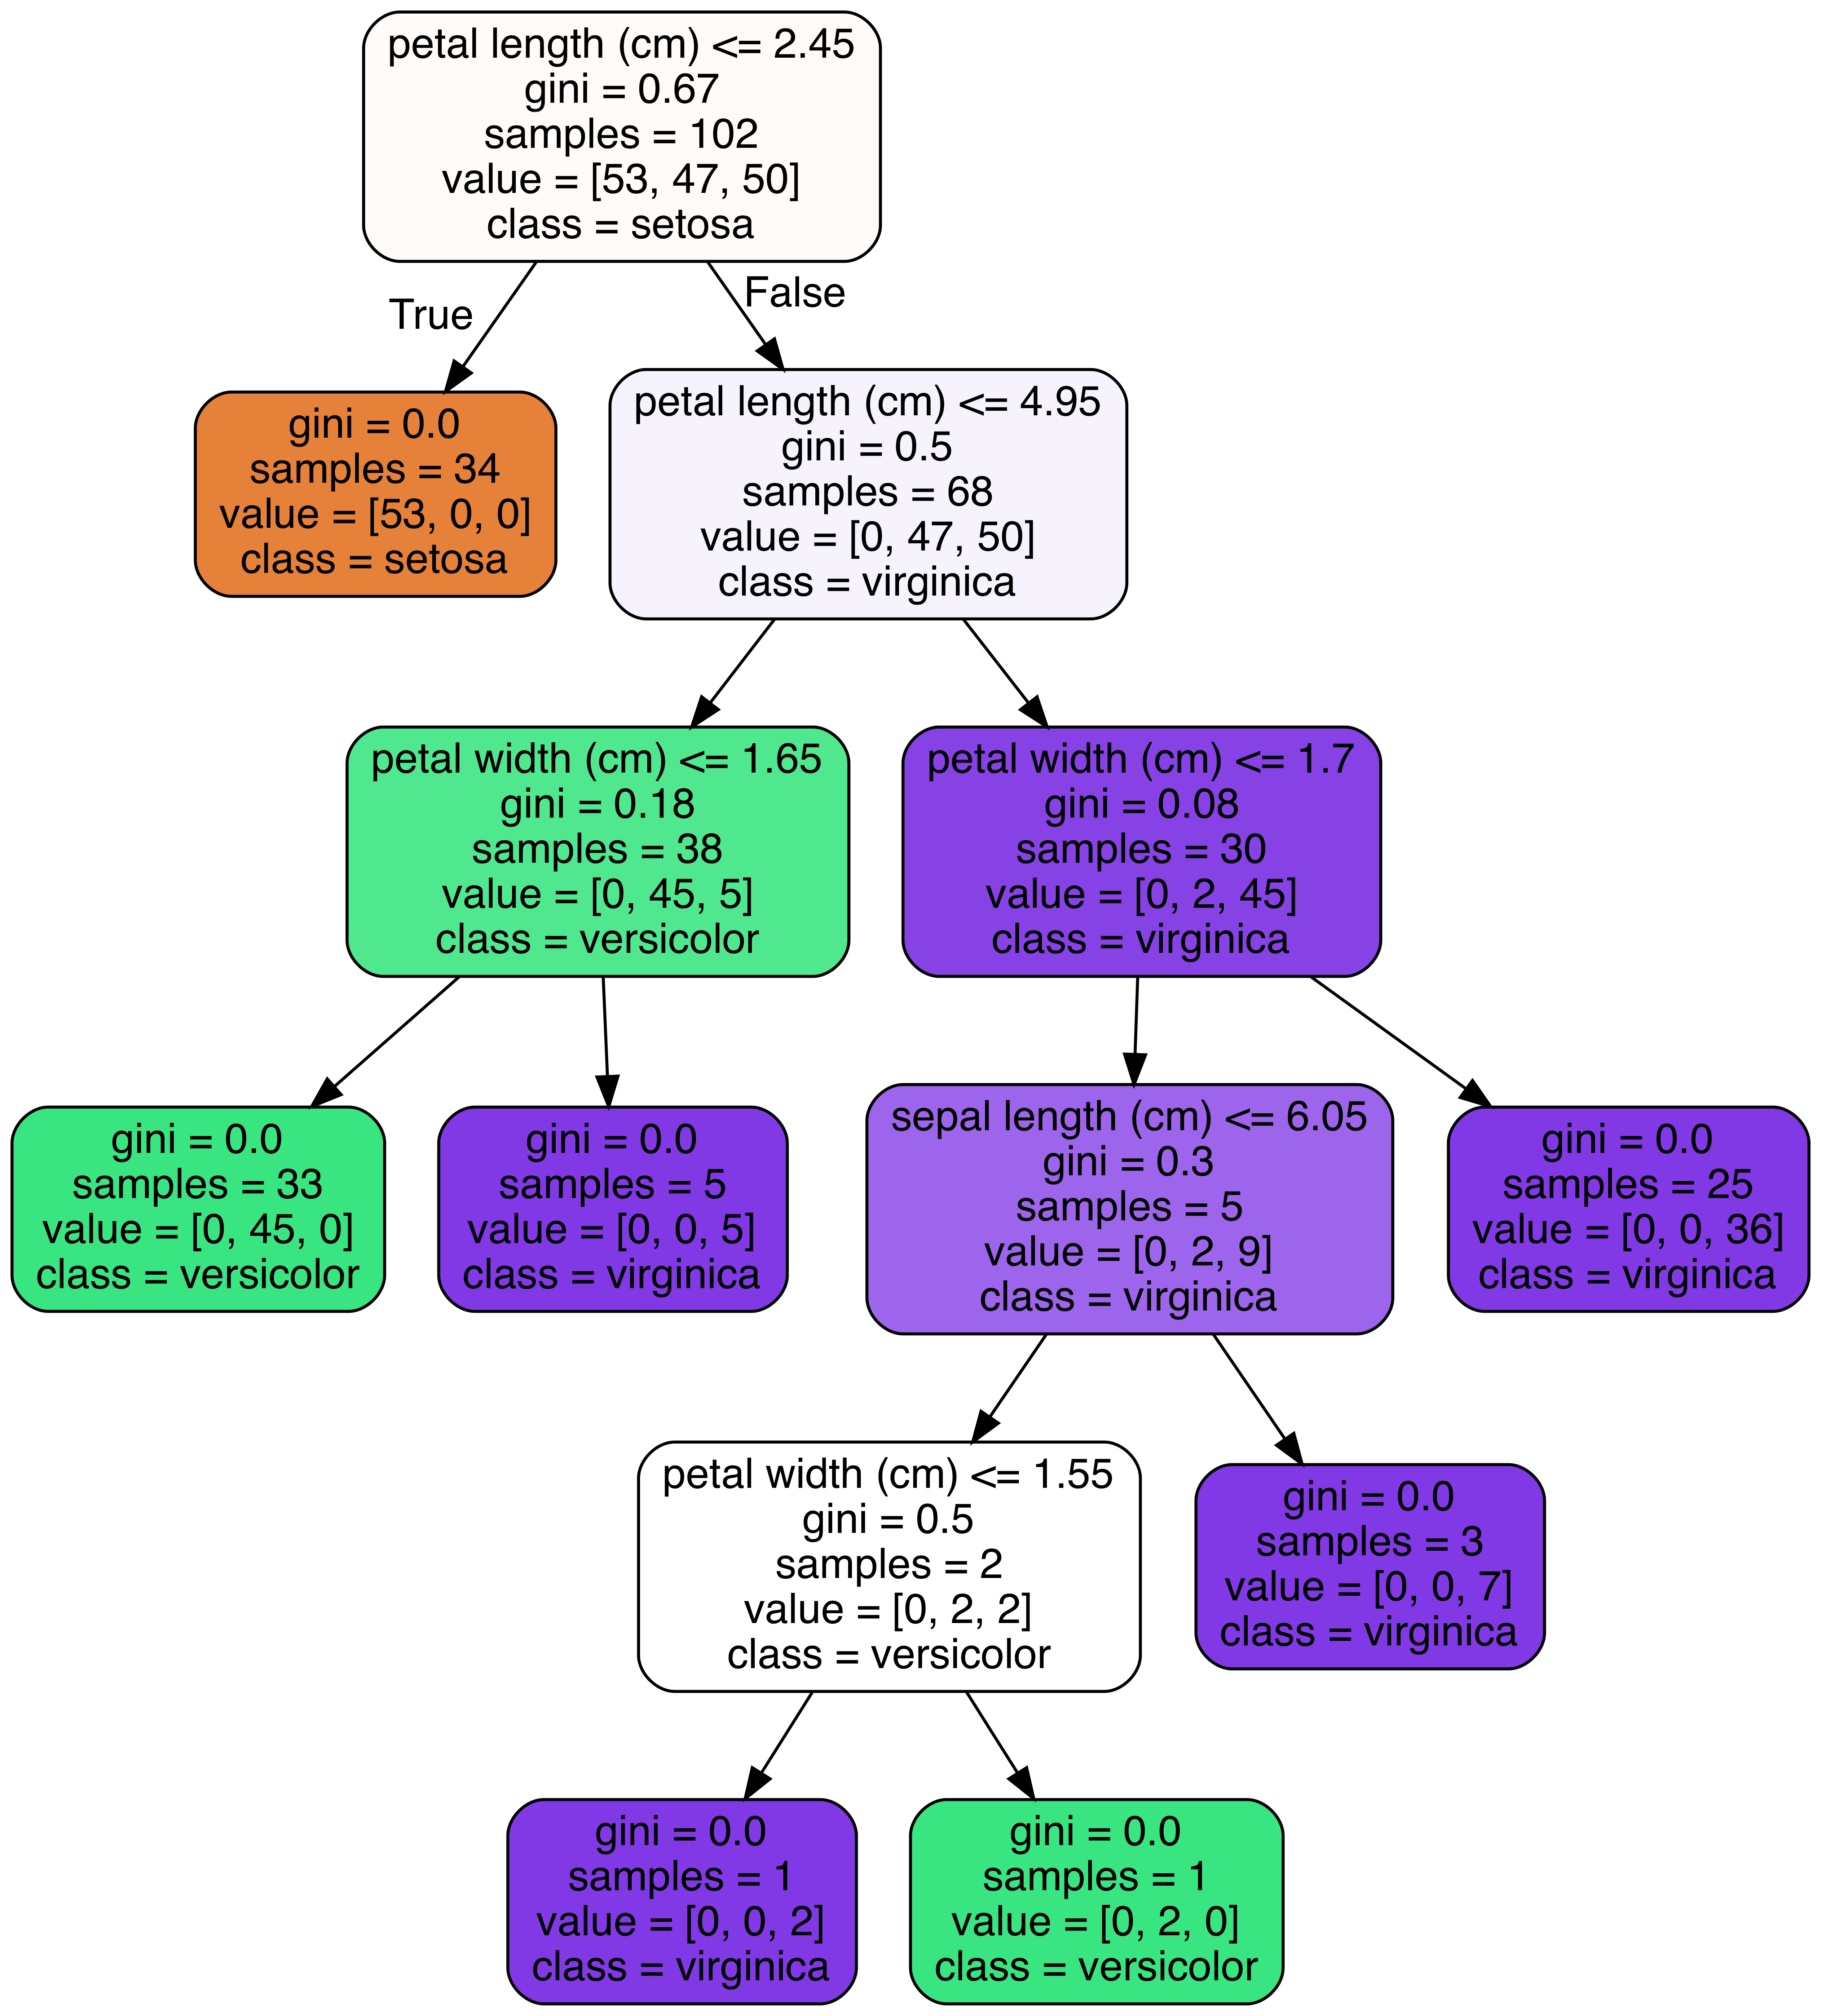 petal length (cm) <= 2.45
gini = 0.67
samples = 102
value = [53, 47, 50]
class = setosa
True
False
gini = 0.0
samples = 34
value = [53, 0, 0]
class = setosa
petal length (cm) <= 4.95
gini = 0.5
samples = 68
value = [0, 47, 50]
class = virginica
petal width (cm) <= 1.65
gini = 0.18
samples = 38
value = [0, 45, 5]
class = versicolor
petal width (cm) <= 1.7
gini = 0.08
samples = 30
value = [0, 2, 45]
class = virginica
gini = 0.0
samples = 33
value = [0, 45, 0]
class = versicolor
gini = 0.0
samples = 5
value = [0, 0, 5]
class = virginica
sepal length (cm) <= 6.05
gini = 0.3
samples = 5
value = [0, 2, 9]
class = virginica
gini = 0.0
samples = 25
value = [0, 0, 36]
class = virginica
petal width (cm) <= 1.55
gini = 0.5
samples = 2
value = [0, 2, 2]
class = versicolor
gini = 0.0
samples = 3
value = [0, 0, 7]
class = virginica
gini = 0.0
samples = 1
value = [0, 0, 2]
class = virginica
gini = 0.0
samples = 1
value = [0, 2, 0]
class = versicolor